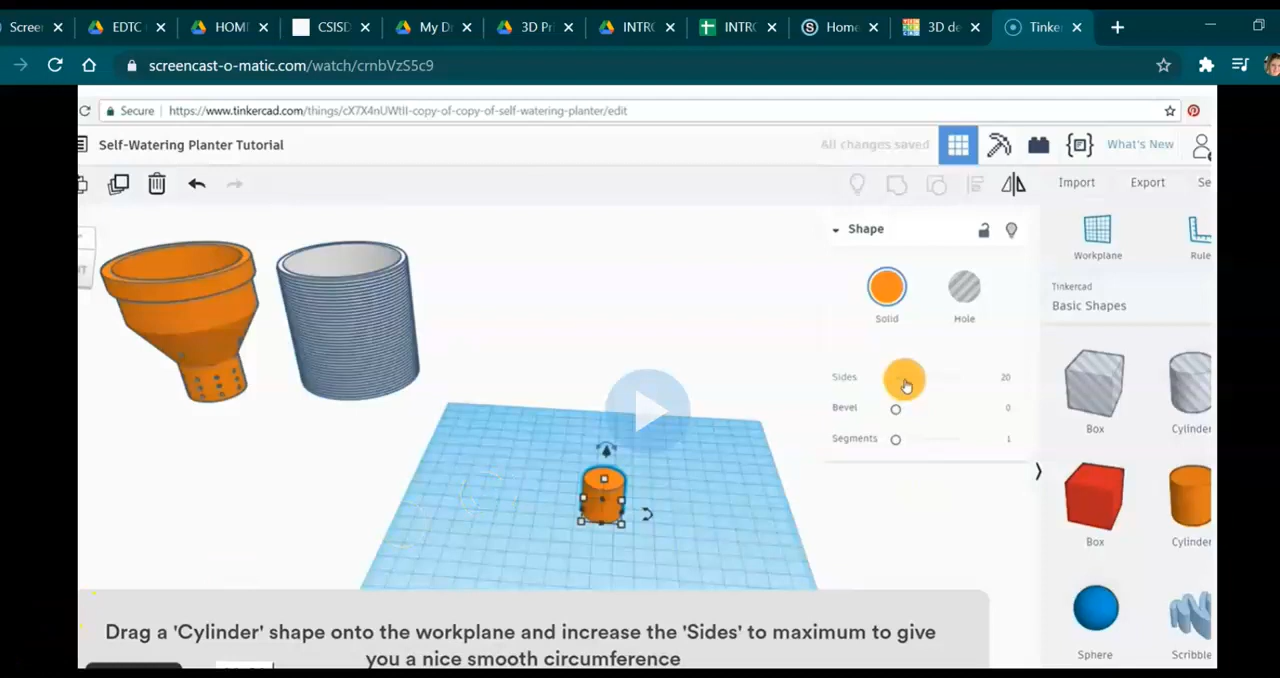 Screen
EDTC
HOM
CSISD
My D
3D Pri
INTRO
INTRO
Home
3D de
Tinker
screencast-o-matic.com/watch/crnbVzS5c9
Secure https://www.tinkercad.com/things/cX7X4nUWtII-copy-of-copy-of-self-watering-planter/edit
Self-Watering Planter Tutorial
All changes saved
What's New
Import Export Se
Shape
Workplane Rule
Tinkercad
Basic Shapes
Solid Hole
Sides 20
Bevel 0
Segments 1
Box Cylinder
Box Cylinder
Sphere Scribble
Drag a 'Cylinder' shape onto the workplane and increase the 'Sides' to maximum to give
you a nice smooth circumference